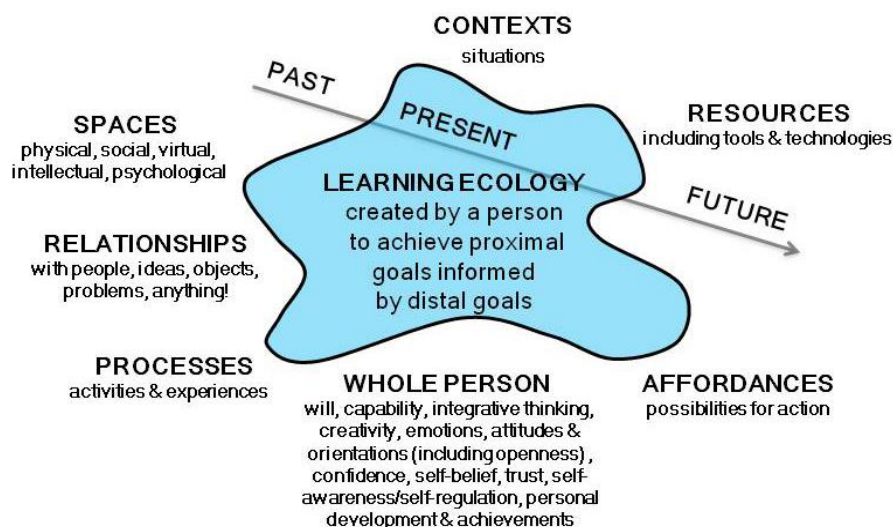 CONTEXTS
situations
PAST
PRESENT
FUTURE
RESOURCES
including tools & technologies
SPACES
physical, social, virtual,
intellectual, psychological
LEARNING ECOLOGY
created by a person
to achieve proximal
goals informed
by distal goals
RELATIONSHIPS
with people, ideas, objects,
problems, anything!
PROCESSES
activities & experiences
WHOLE PERSON
will, capability, integrative thinking,
creativity, emotions, attitudes &
orientations (including openness) ,
confidence, self-belief, trust, self-
awareness/self-regulation, personal
development & achievements
AFFORDANCES
possibilities for action